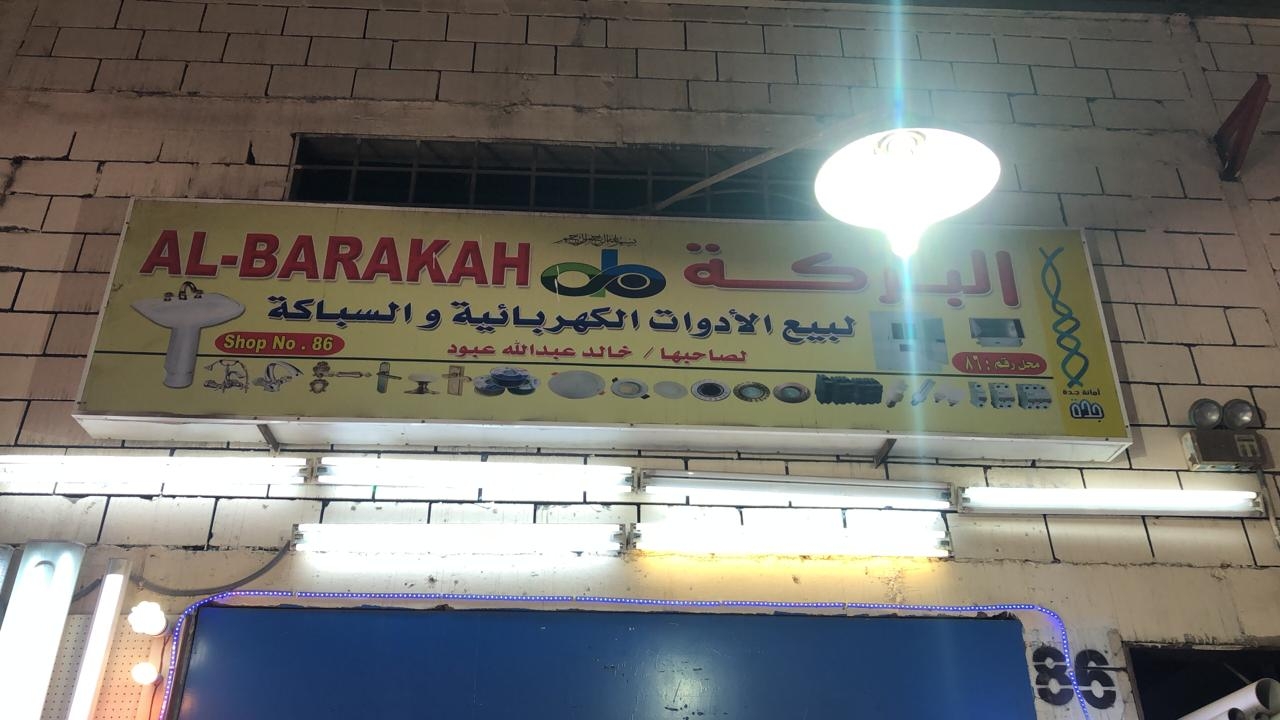 بسم الله الرحمن الرحيم
AL-BARAKAH
البركة
لبيع الأدوات الكهربائية و السباكة
Shop No . 86
لصاحبها / خالد عبدالله عبود
محل رقم : ٨٦
أمانة جدة
جدة
86